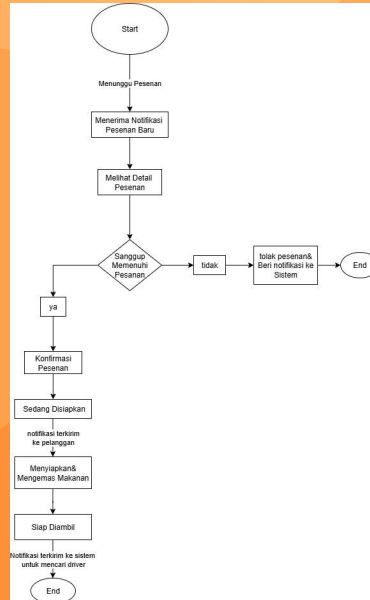 Start
Menunggu Pesenan
Menerima Notifikasi
Pesenan Baru
Melihat Detail
Pesenan
Sanggup
Memenuhi
Pesanan
tidak
tolak pesenan&
Beri notifikasi ke
Sistem
End
ya
Konfirmasi
Pesenan
Sedang Disiapkan
notifikasi terkirim
ke pelanggan
Menyiapkan&
Mengemas Makanan
Siap Diambil
Notifikasi terkirim ke sistem
untuk mencari driver
End